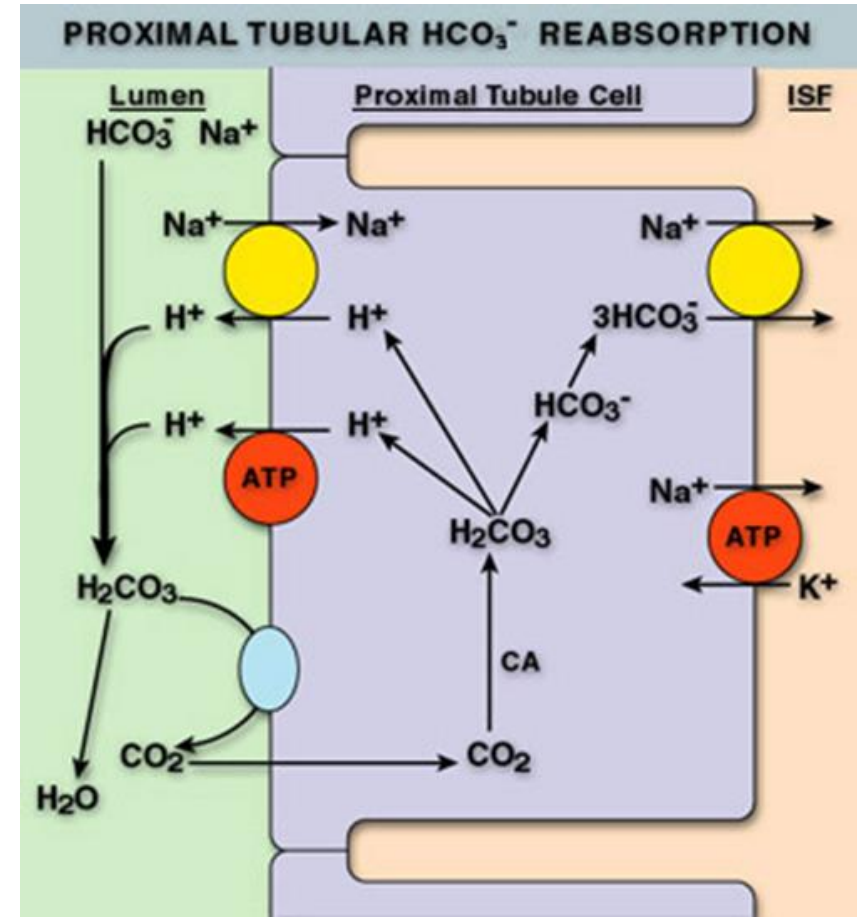 PROXIMAL TUBULAR HCO₃⁻ REABSORPTION
Lumen Proximal Tubule Cell ISF
HCO₃⁻ Na⁺
Na⁺ Na⁺ Na⁺
H⁺ H⁺ 3HCO₃⁻
HCO₃⁻
H⁺ H⁺
ATP
Na⁺
H₂CO₃
ATP
H₂CO₃ K⁺
CA
CO₂ CO₂
H₂O